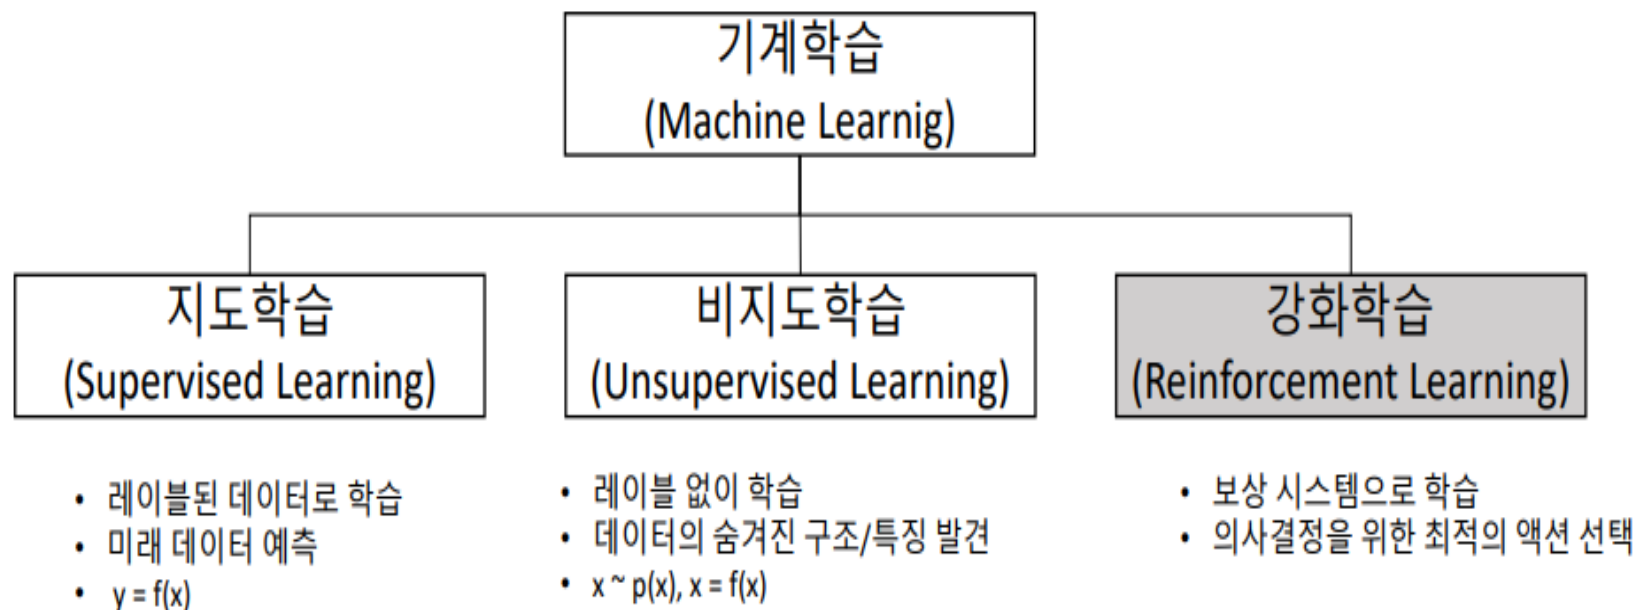 기계학습
(Machine Learnig)
지도학습
(Supervised Learning)
비지도학습
(Unsupervised Learning)
강화학습
(Reinforcement Learning)
• 레이블된 데이터로 학습
• 미래 데이터 예측
• y = f(x)
• 레이블 없이 학습
• 데이터의 숨겨진 구조/특징 발견
• x ~ p(x), x = f(x)
• 보상 시스템으로 학습
• 의사결정을 위한 최적의 액션 선택